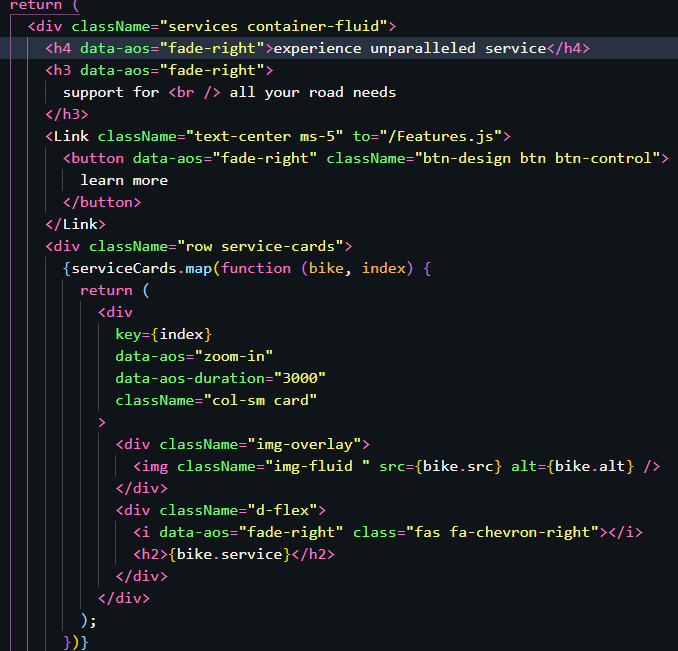 return (
<div className="services container-fluid">
<h4 data-aos="fade-right">experience unparalleled service</h4>
<h3 data-aos="fade-right">
support for <br /> all your road needs
</h3>
<Link className="text-center ms-5" to="/Features.js">
<button data-aos="fade-right" className="btn-design btn btn-control">
learn more
</button>
</Link>
<div className="row service-cards">
{serviceCards.map(function (bike, index) {
return (
<div
key={index}
data-aos="zoom-in"
data-aos-duration="3000"
className="col-sm card"
>
<div className="img-overlay">
<img className="img-fluid " src={bike.src} alt={bike.alt} />
</div>
<div className="d-flex">
<i data-aos="fade-right" class="fas fa-chevron-right"></i>
<h2>{bike.service}</h2>
</div>
</div>
);
})}